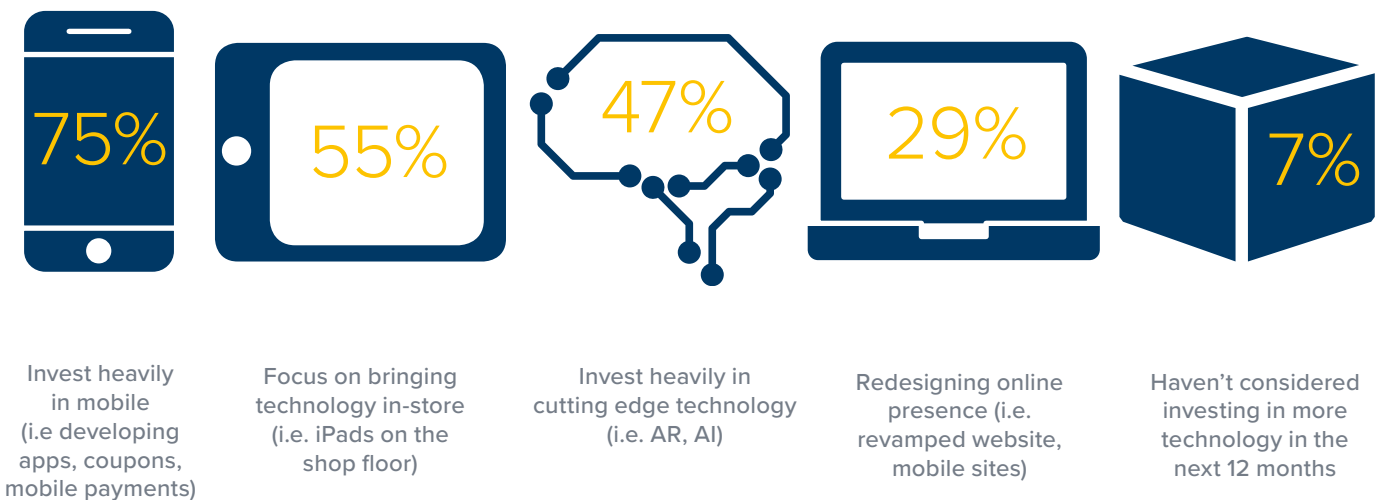 75%
55%
47%
29%
7%
Invest heavily
in mobile
(i.e developing
apps, coupons,
mobile payments)
Focus on bringing
technology in-store
(i.e. iPads on the
shop floor)
Invest heavily in
cutting edge technology
(i.e. AR, AI)
Redesigning online
presence (i.e.
revamped website,
mobile sites)
Haven’t considered
investing in more
technology in the
next 12 months